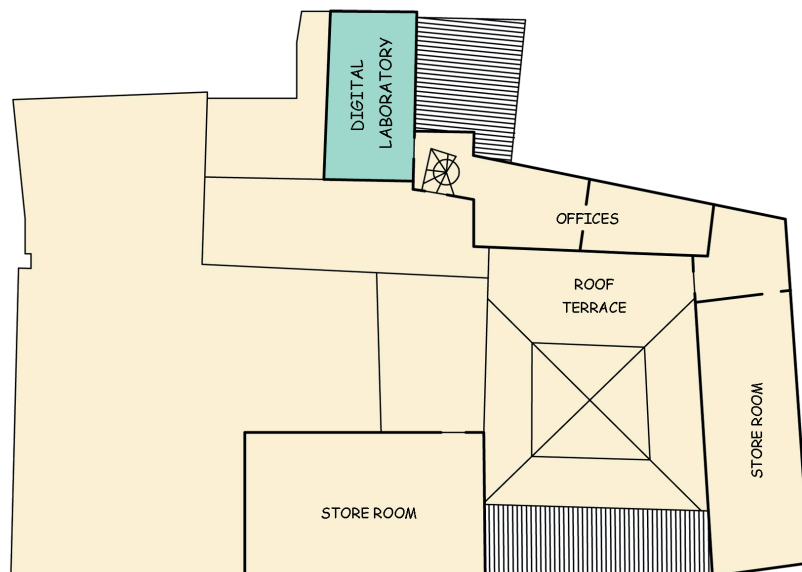 DIGITAL
LABORATORY
OFFICES
ROOF
TERRACE
STORE ROOM
STORE ROOM